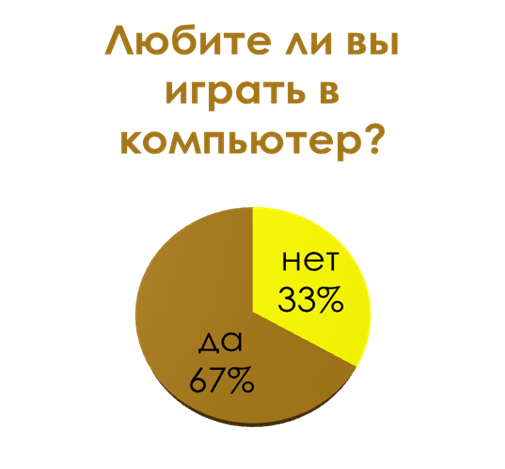 Любите ли вы
играть в
компьютер?
нет
33%
да
67%